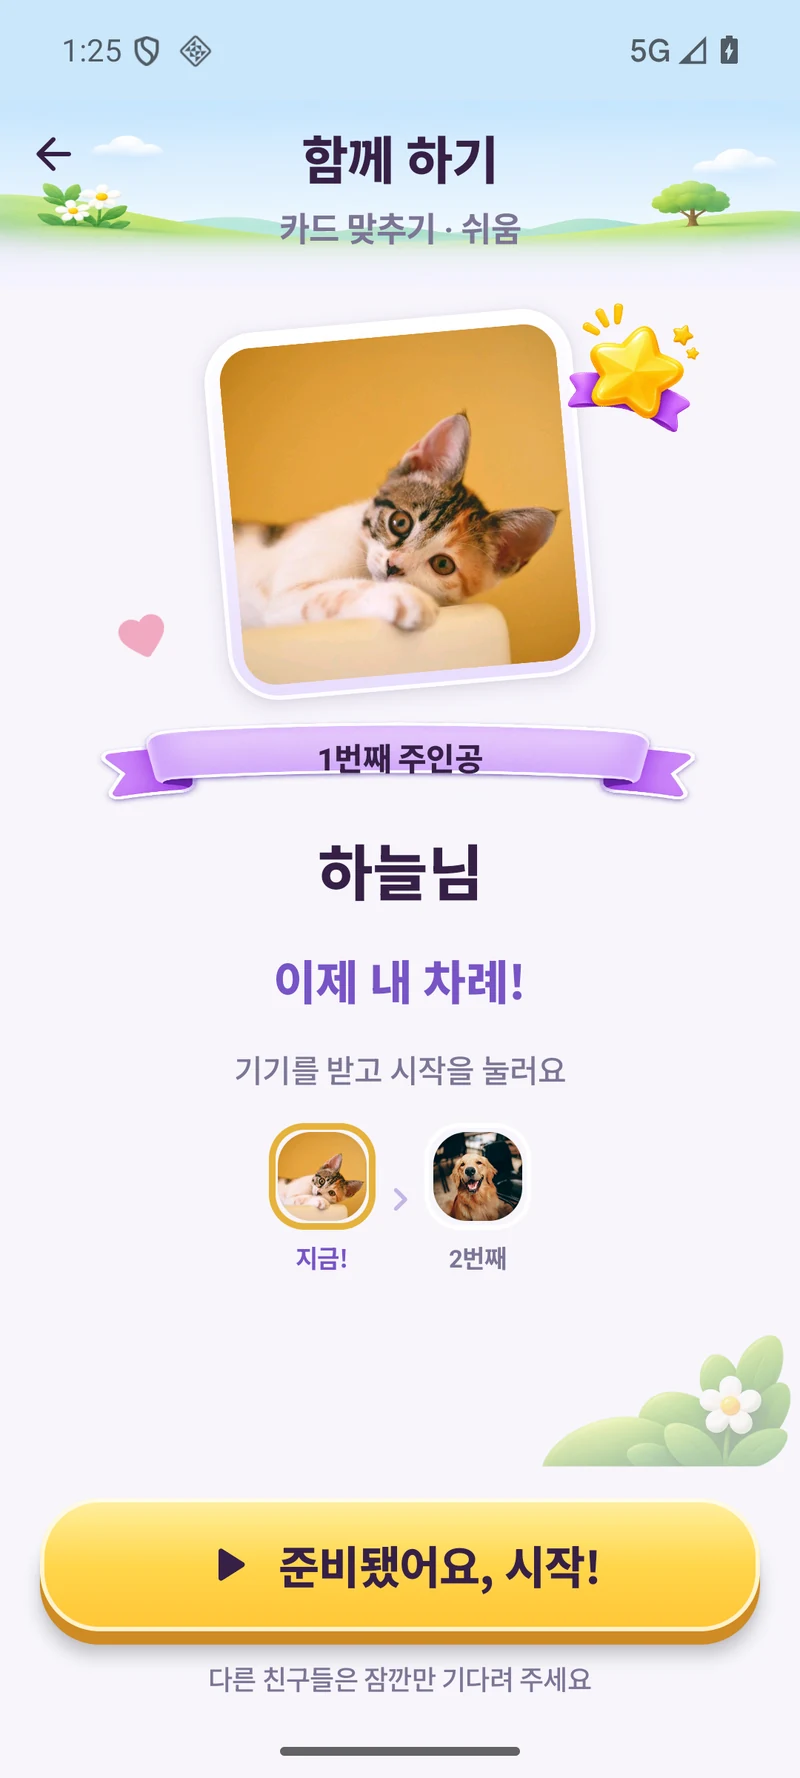 1:25
5G
함께 하기
카드 맞추기 · 쉬움
1번째 주인공
하늘님
이제 내 차례!
기기를 받고 시작을 눌러요
지금!
2번째
준비됐어요, 시작!
다른 친구들은 잠깐만 기다려 주세요